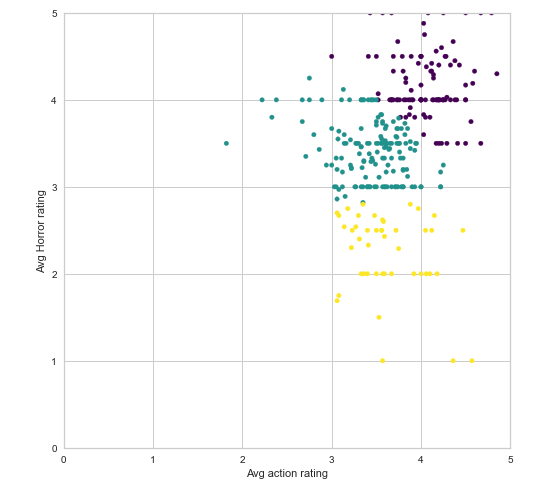 5
4
3
2
1
0
Avg Horror rating
0 1 2 3 4 5
Avg action rating